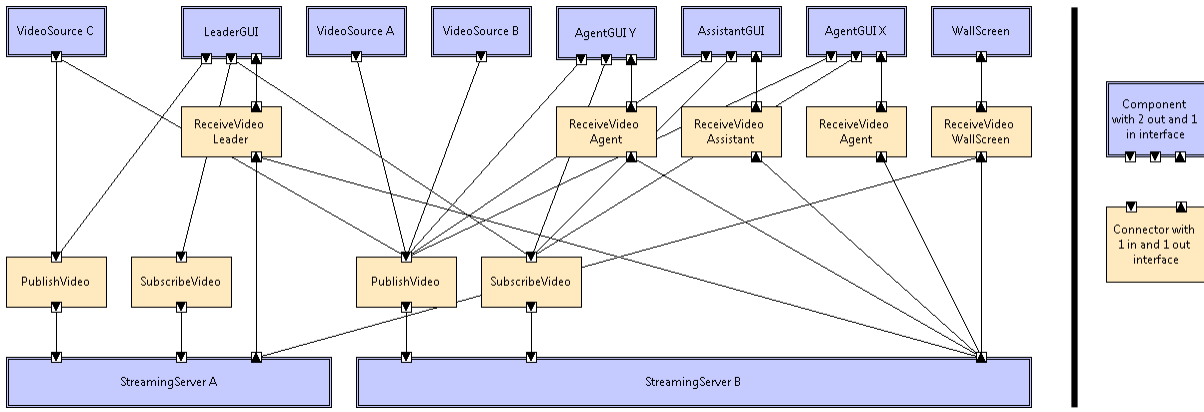 VideoSource C
LeaderGUI
VideoSource A
VideoSource B
AgentGUI Y
AssistantGUI
AgentGUI X
WallScreen
ReceiveVideo
Leader
ReceiveVideo
Agent
ReceiveVideo
Assistant
ReceiveVideo
Agent
ReceiveVideo
WallScreen
PublishVideo
SubscribeVideo
PublishVideo
SubscribeVideo
StreamingServer A
StreamingServer B
Component
with 2 out and 1
in interface
Connector with
1 in and 1 out
interface